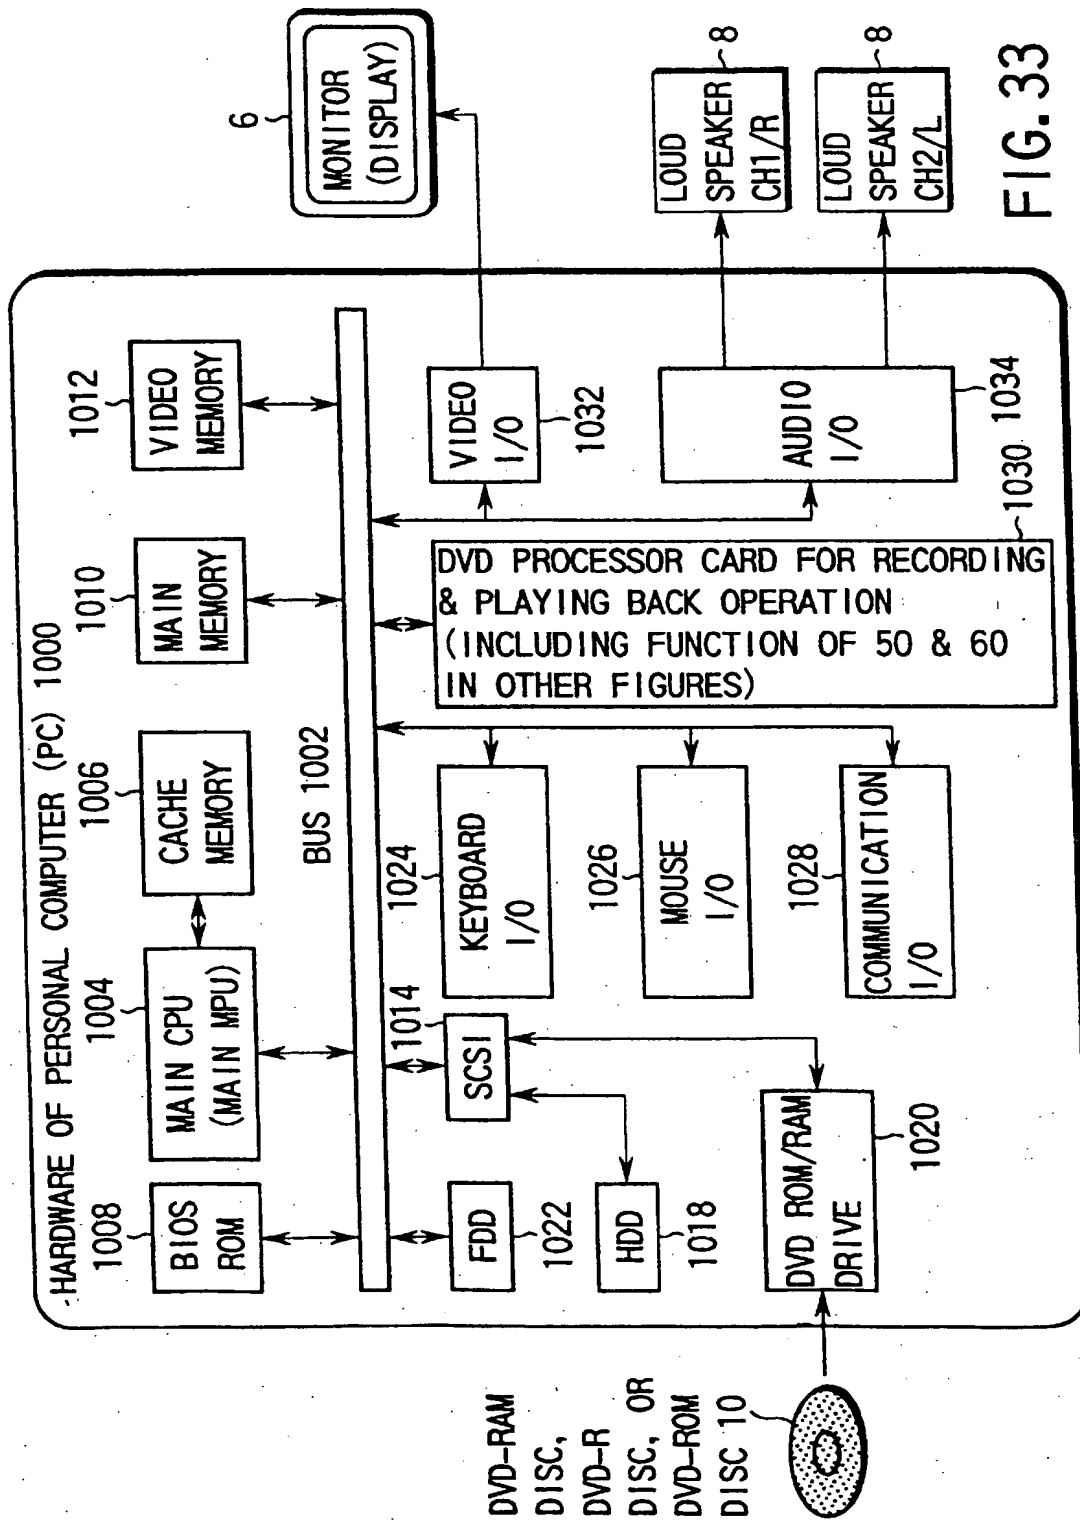 HARDWARE OF PERSONAL COMPUTER (PC) 1000
1008
BIOS
ROM
1004
MAIN CPU
(MAIN MPU)
1006
CACHE
MEMORY
1010
MAIN
MEMORY
1012
VIDEO
MEMORY
BUS 1002
6
MONITOR
(DISPLAY)
FDD
1022
1014
SCSI
HDD
1018
DVD ROM/RAM
DRIVE
1020
1024
KEYBOARD
I/O
1026
MOUSE
I/O
1028
COMMUNICATION
I/O
DVD PROCESSOR CARD FOR RECORDING
& PLAYING BACK OPERATION
(INCLUDING FUNCTION OF 50 & 60
IN OTHER FIGURES)
1030
VIDEO
I/O
1032
AUDIO
I/O
1034
LOUD
SPEAKER
CH1/R
8
LOUD
SPEAKER
CH2/L
8
DVD-RAM
DISC,
DVD-R
DISC, OR
DVD-ROM
DISC 10
FIG.33